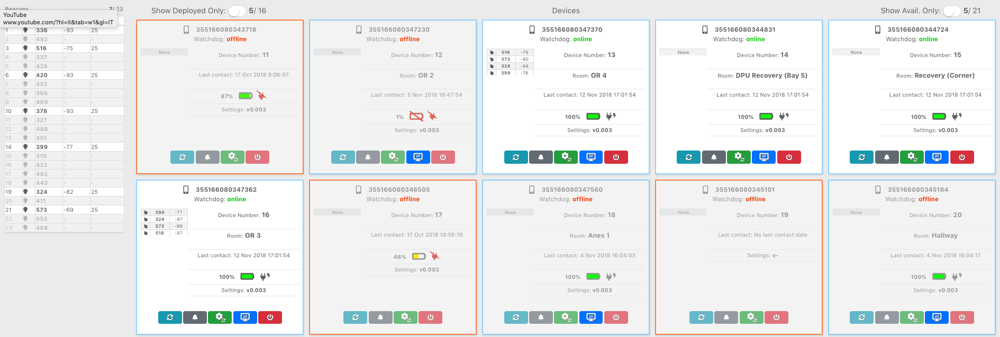 Beacons 7/ 23
YouTube
www.youtube.com/?hl=it&tab=w1&gl=IT
1 336 -93 25
2 492 - -
3 516 -75 25
4 337 - -
5 428 - -
6 420 -93 25
7 455 - -
8 366 - -
9 469 - -
10 378 -93 25
11 327 - -
12 488 - -
13 451 - -
14 399 -77 25
15 310 - -
16 422 - -
17 482 - -
18 443 - -
19 324 -82 25
20 411 - -
21 573 -69 25
22 552 - -
23 468 - -
Show Deployed Only: 5/ 16
Devices
Show Avail. Only: 5/ 21
355166080343718
Watchdog: offline
None
Device Number: 11
Last contact: 17 Oct 2018 9:06:57
87%
Settings: v0.003
355166080347230
Watchdog: offline
None
Device Number: 12
Room: OR 2
Last contact: 5 Nov 2018 18:47:54
1%
Settings: v0.003
355166080347370
Watchdog: online
516 -79
573 -80
324 -94
399 -78
Device Number: 13
Room: OR 4
Last contact: 12 Nov 2018 17:01:54
100%
Settings: v0.003
355166080344831
Watchdog: online
None
Device Number: 14
Room: DPU Recovery (Bay 5)
Last contact: 12 Nov 2018 17:01:54
100%
Settings: v0.003
355166080344724
Watchdog: online
None
Device Number: 15
Room: Recovery (Corner)
Last contact: 12 Nov 2018 17:01:54
100%
Settings: v0.003
355166080347362
Watchdog: online
399 -77
324 -87
573 -86
516 -87
Device Number: 16
Room: OR 3
Last contact: 12 Nov 2018 17:01:54
100%
Settings: v0.003
355166080346505
Watchdog: offline
None
Device Number: 17
Last contact: 17 Oct 2018 19:56:19
46%
Settings: v0.003
355166080347560
Watchdog: offline
None
Device Number: 18
Room: Anes 1
Last contact: 4 Nov 2018 16:04:03
100%
Settings: v0.003
355166080345101
Watchdog: offline
None
Device Number: 19
Last contact: No last contact date
Settings: v-
355166080345184
Watchdog: offline
None
Device Number: 20
Room: Hallway
Last contact: 4 Nov 2018 16:04:17
100%
Settings: v0.003